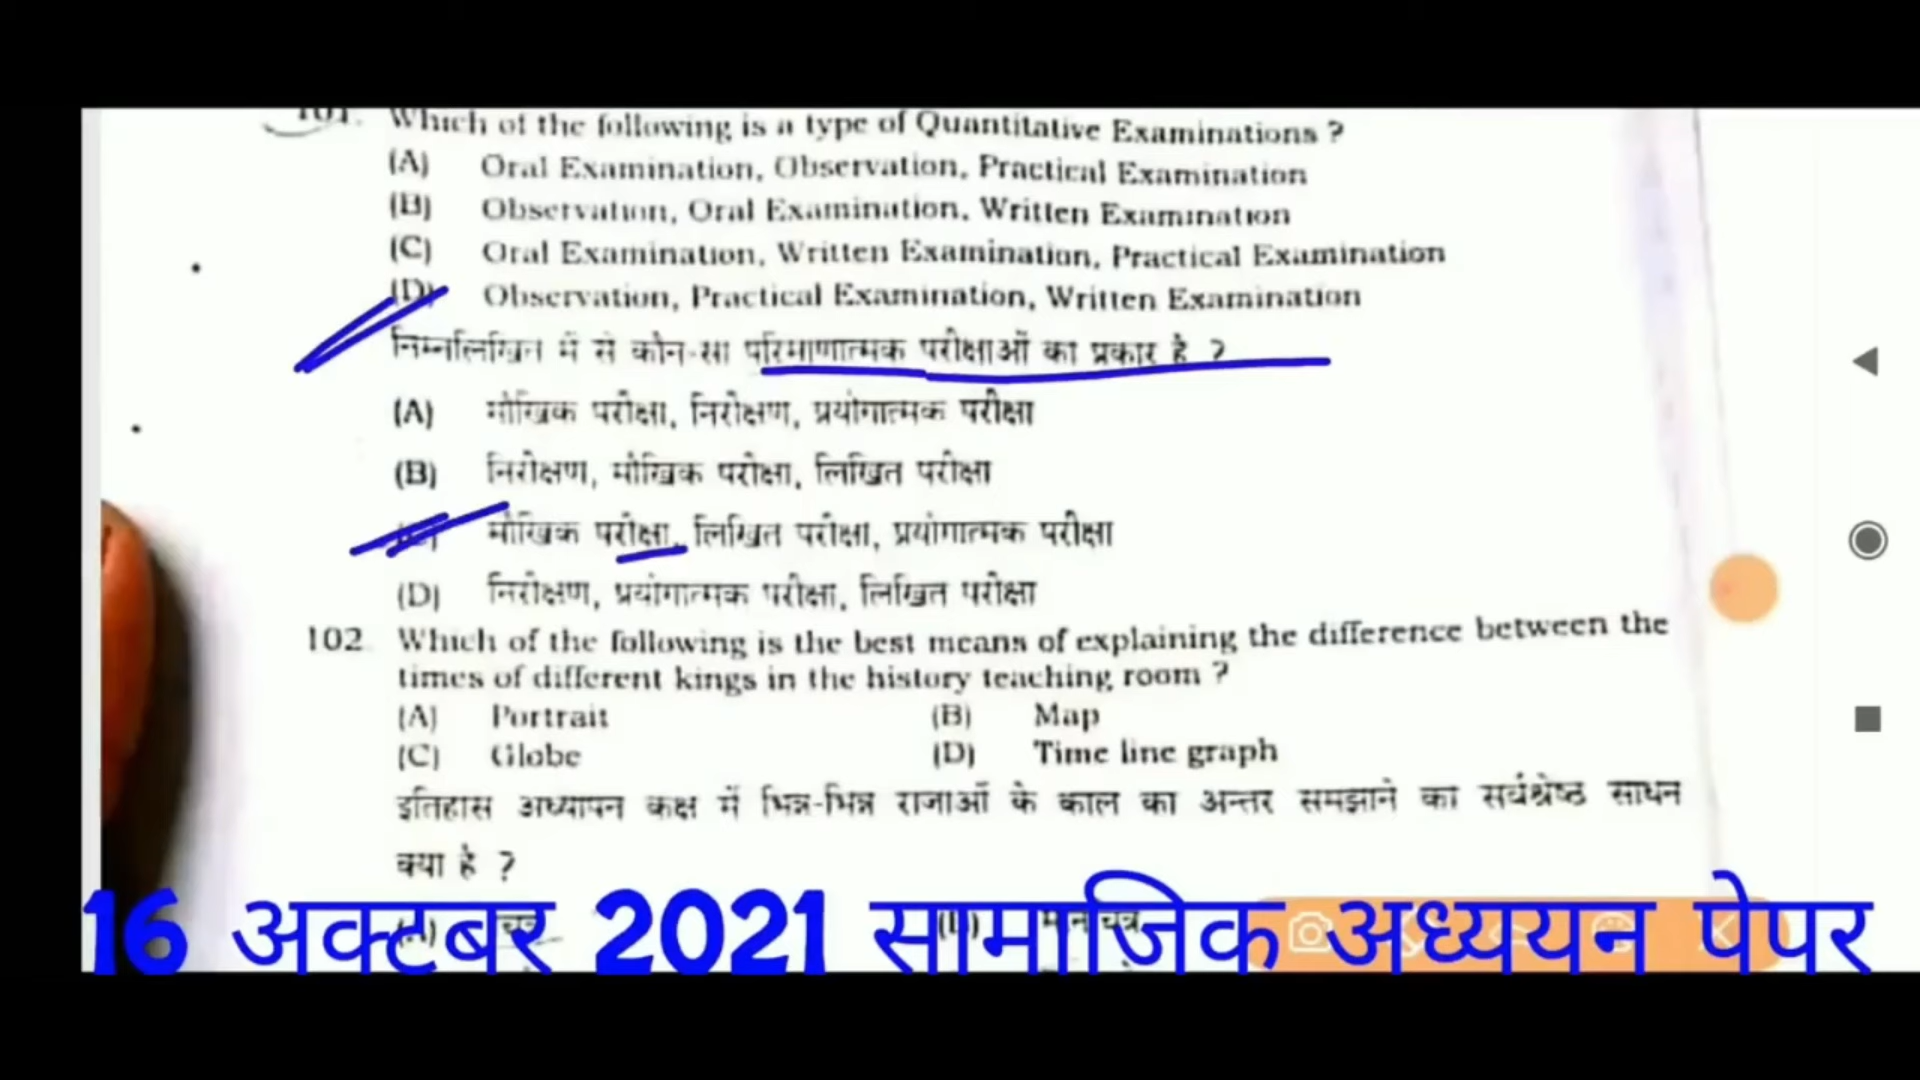 101. Which of the following is a type of Quantitative Examinations ?
(A) Oral Examination, Observation, Practical Examination
(B) Observation, Oral Examination, Written Examination
(C) Oral Examination, Written Examination, Practical Examination
(D) Observation, Practical Examination, Written Examination
निम्नलिखित में से कौन-सा परिमाणात्मक परीक्षाओं का प्रकार है ?
(A) मौखिक परीक्षा, निरीक्षण, प्रयोगात्मक परीक्षा
(B) निरीक्षण, मौखिक परीक्षा, लिखित परीक्षा
(C) मौखिक परीक्षा, लिखित परीक्षा, प्रयोगात्मक परीक्षा
(D) निरीक्षण, प्रयोगात्मक परीक्षा, लिखित परीक्षा
102. Which of the following is the best means of explaining the difference between the
times of different kings in the history teaching room ?
(A) Portrait (B) Map
(C) Globe (D) Time line graph
इतिहास अध्यापन कक्ष में भिन्न-भिन्न राजाओं के काल का अन्तर समझाने का सर्वश्रेष्ठ साधन
क्या है ?
16 अक्टबर 2021 सामाजिक अध्ययन पेपर